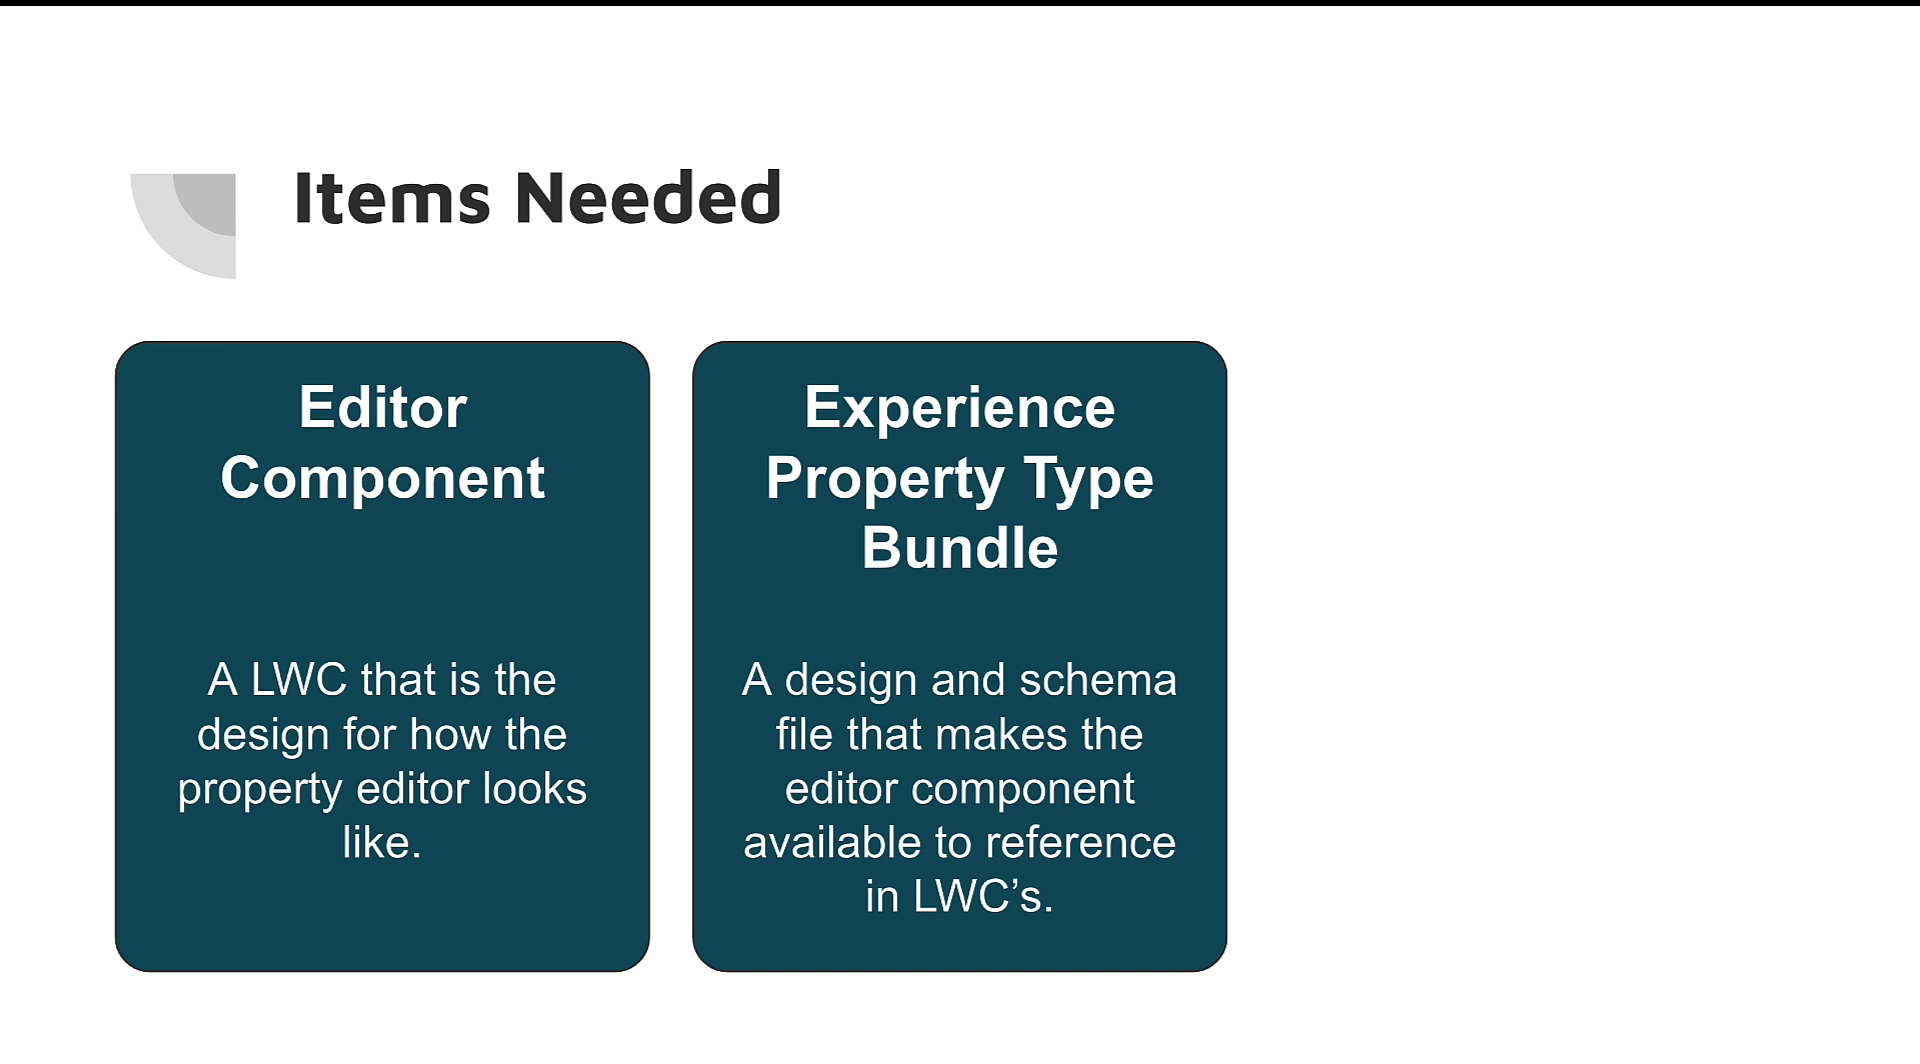 Items Needed
Editor
Component
A LWC that is the
design for how the
property editor looks
like.
Experience
Property Type
Bundle
A design and schema
file that makes the
editor component
available to reference
in LWC’s.